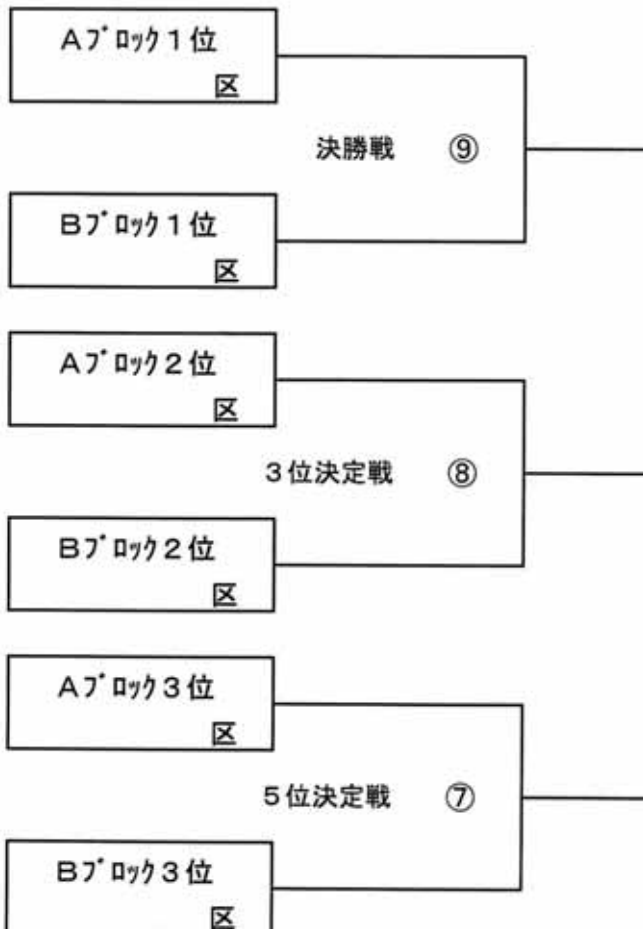 Aﾌﾞﾛｯｸ1位
区
決勝戦 ⑨
Bﾌﾞﾛｯｸ1位
区
Aﾌﾞﾛｯｸ2位
区
3位決定戦 ⑧
Bﾌﾞﾛｯｸ2位
区
Aﾌﾞﾛｯｸ3位
区
5位決定戦 ⑦
Bﾌﾞﾛｯｸ3位
区